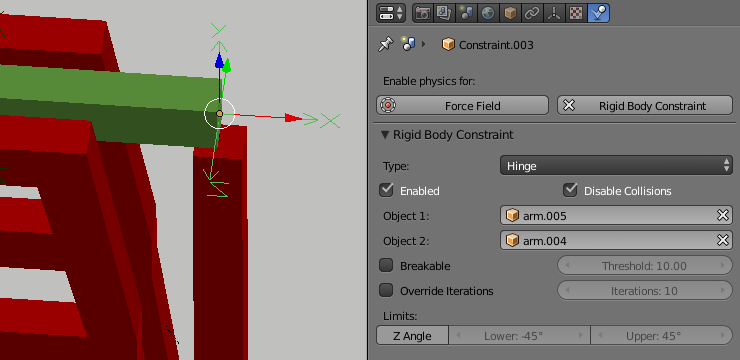 Y
X
Z
Constraint.003
Enable physics for:
Force Field
Rigid Body Constraint
Rigid Body Constraint
Type:
Hinge
Enabled
Disable Collisions
Object 1:
arm.005
Object 2:
arm.004
Breakable
Threshold: 10.00
Override Iterations
Iterations: 10
Limits:
Z Angle
Lower: -45°
Upper: 45°